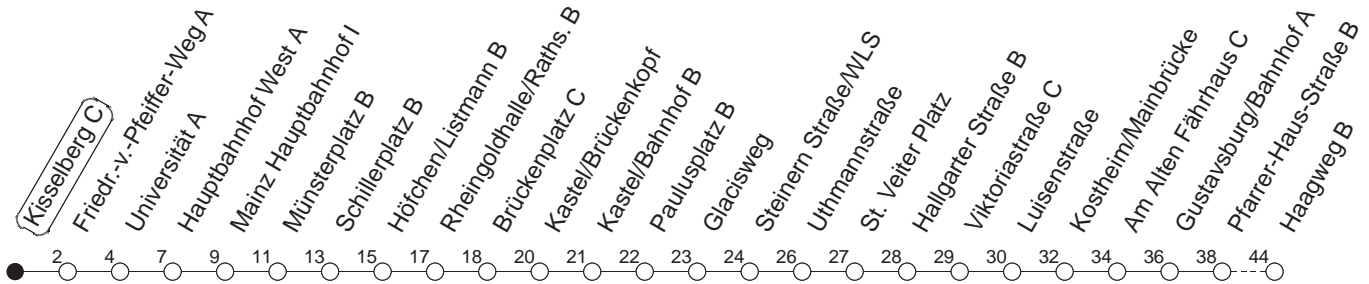 Kisselberg C
Friedr.-v.-Pfeiffer-Weg A
Universität A
Hauptbahnhof West A
Mainz Hauptbahnhof I
Münsterplatz B
Schillerplatz B
Höfchen/Listmann B
Rheingoldhalle/Raths. B
Brückenplatz C
Kastel/Brückenkopf
Kastel/Bahnhof B
Paulusplatz B
Glacisweg
Steinern Straße/WLS
Uthmannstraße
St. Veiter Platz
Hallgarter Straße B
Viktoriastraße C
Luisenstraße
Kostheim/Mainbrücke
Am Alten Fährhaus C
Gustavsburg/Bahnhof A
Pfarrer-Haus-Straße B
Haagweg B
2 4 7 9 11 13 15 17 18 20 21 22 23 24 26 27 28 29 30 32 34 36 38 44